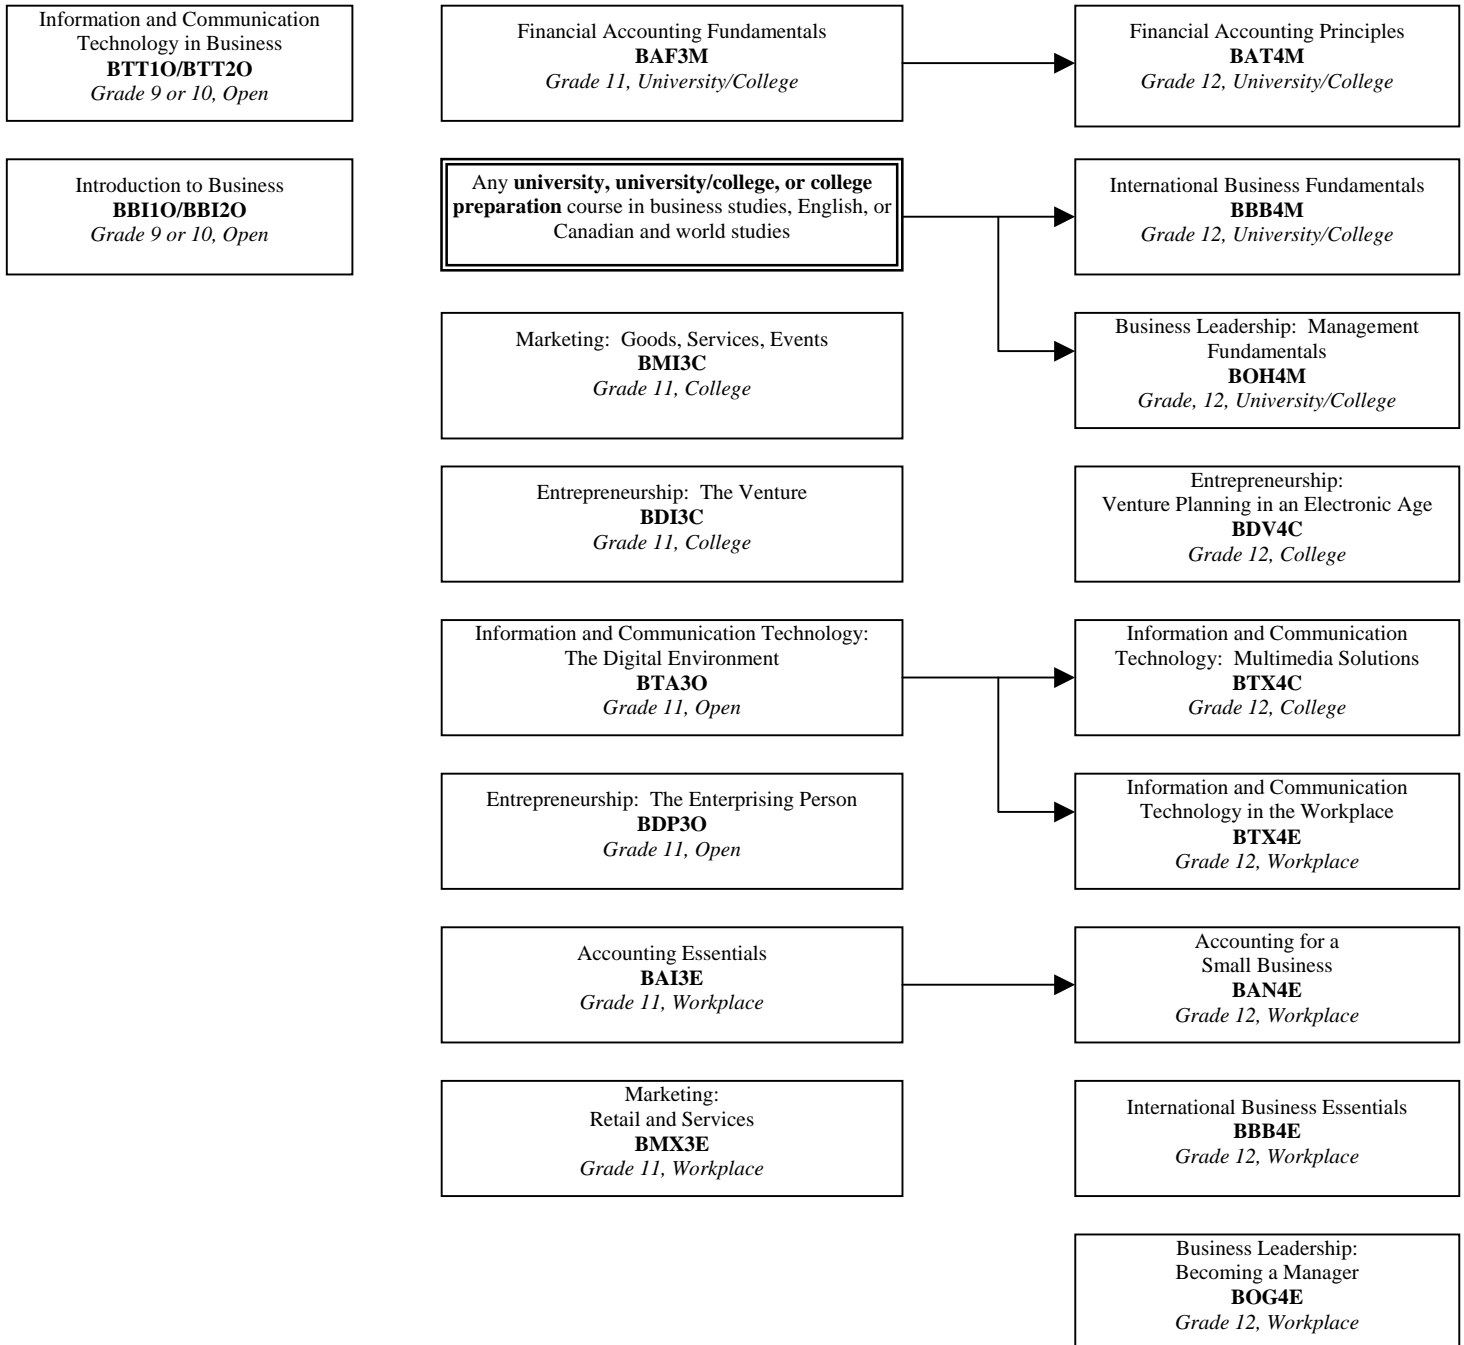 Information and Communication
Technology in Business
BTT1O/BTT2O
Grade 9 or 10, Open
Financial Accounting Fundamentals
BAF3M
Grade 11, University/College
Financial Accounting Principles
BAT4M
Grade 12, University/College
Introduction to Business
BBI1O/BBI2O
Grade 9 or 10, Open
Any university, university/college, or college
preparation course in business studies, English, or
Canadian and world studies
International Business Fundamentals
BBB4M
Grade 12, University/College
Marketing:  Goods, Services, Events
BMI3C
Grade 11, College
Business Leadership:  Management
Fundamentals
BOH4M
Grade, 12, University/College
Entrepreneurship:  The Venture
BDI3C
Grade 11, College
Entrepreneurship:
Venture Planning in an Electronic Age
BDV4C
Grade 12, College
Information and Communication Technology:
The Digital Environment
BTA3O
Grade 11, Open
Information and Communication
Technology:  Multimedia Solutions
BTX4C
Grade 12, College
Entrepreneurship:  The Enterprising Person
BDP3O
Grade 11, Open
Information and Communication
Technology in the Workplace
BTX4E
Grade 12, Workplace
Accounting Essentials
BAI3E
Grade 11, Workplace
Accounting for a
Small Business
BAN4E
Grade 12, Workplace
Marketing:
Retail and Services
BMX3E
Grade 11, Workplace
International Business Essentials
BBB4E
Grade 12, Workplace
Business Leadership:
Becoming a Manager
BOG4E
Grade 12, Workplace